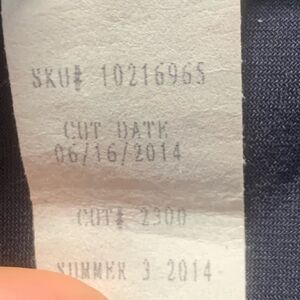 SKU# 10216965
CUT DATE
06/16/2014
CUT# 2300
SUMMER 3 2014